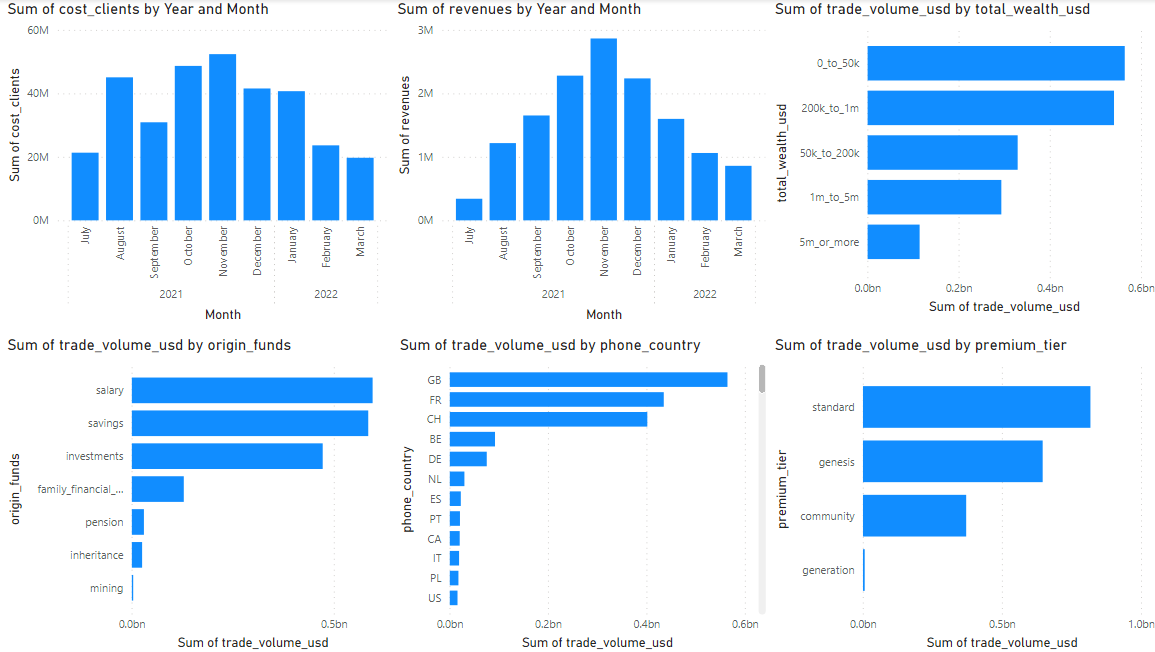 Sum of cost_clients by Year and Month
60M
40M
20M
0M
Sum of cost_clients
July
August
September
October
November
December
January
February
March
2021
2022
Month
Sum of revenues by Year and Month
3M
2M
1M
0M
Sum of revenues
July
August
September
October
November
December
January
February
March
2021
2022
Month
Sum of trade_volume_usd by total_wealth_usd
total_wealth_usd
0_to_50k
200k_to_1m
50k_to_200k
1m_to_5m
5m_or_more
0.0bn
0.2bn
0.4bn
0.6bn
Sum of trade_volume_usd
Sum of trade_volume_usd by origin_funds
origin_funds
salary
savings
investments
family_financial_...
pension
inheritance
mining
0.0bn
0.5bn
Sum of trade_volume_usd
Sum of trade_volume_usd by phone_country
phone_country
GB
FR
CH
BE
DE
NL
ES
PT
CA
IT
PL
US
0.0bn
0.2bn
0.4bn
0.6bn
Sum of trade_volume_usd
Sum of trade_volume_usd by premium_tier
premium_tier
standard
genesis
community
generation
0.0bn
0.5bn
1.0bn
Sum of trade_volume_usd